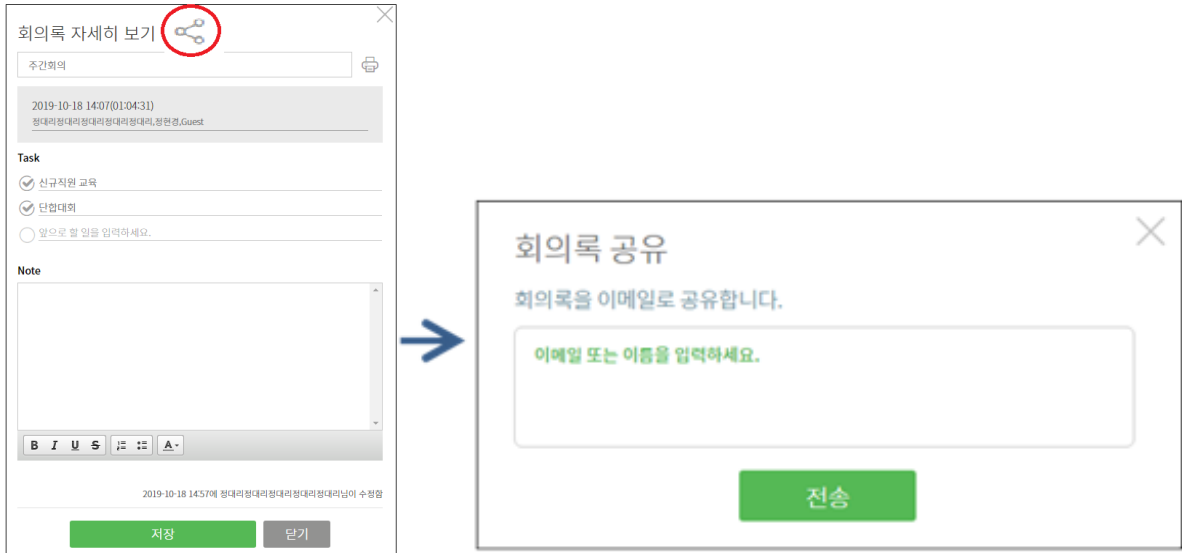 회의록 자세히 보기
주간회의
2019-10-18 14:07(01:04:31)
정대리정대리정대리정대리정대리,정현경,Guest
Task
신규직원 교육
단합대회
앞으로 할 일을 입력하세요.
Note
B I U S A
2019-10-18 14:57에 정대리정대리정대리정대리정대리님이 수정함
저장 닫기
회의록 공유
회의록을 이메일로 공유합니다.
이메일 또는 이름을 입력하세요.
전송